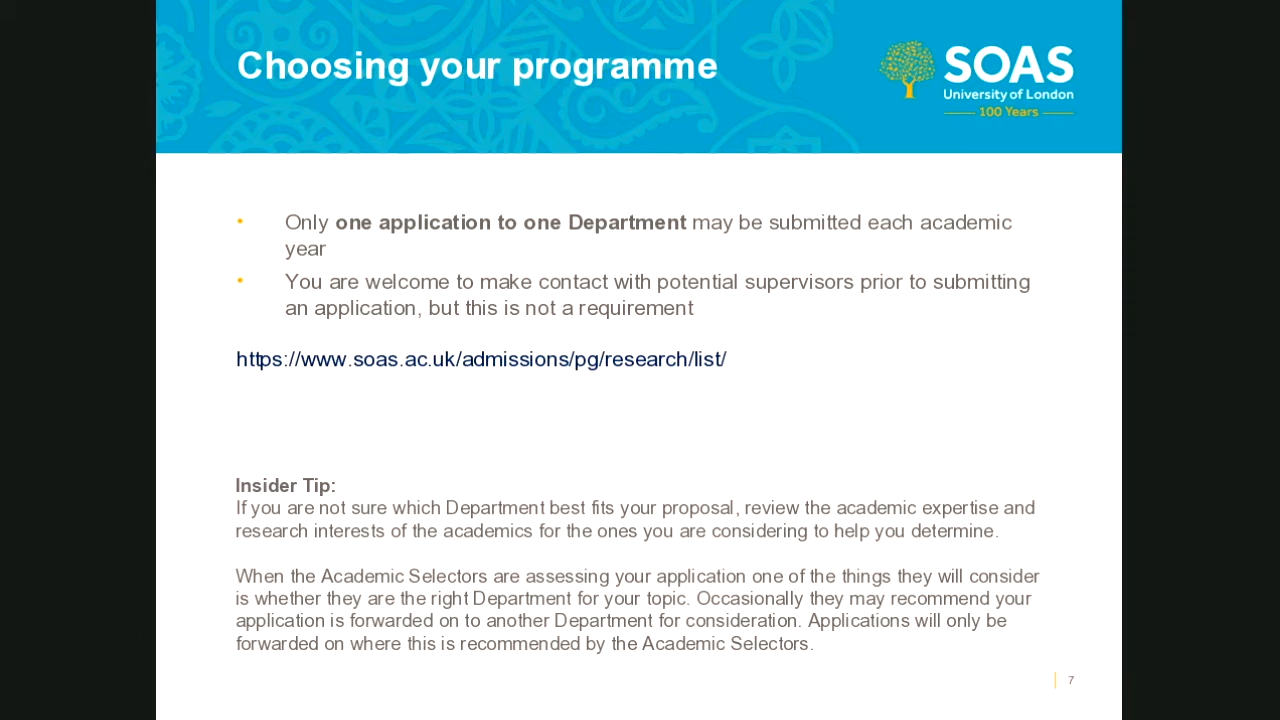 Choosing your programme
SOAS
University of London
100 Years
• Only one application to one Department may be submitted each academic
year
• You are welcome to make contact with potential supervisors prior to submitting
an application, but this is not a requirement
https://www.soas.ac.uk/admissions/pg/research/list/
Insider Tip:
If you are not sure which Department best fits your proposal, review the academic expertise and
research interests of the academics for the ones you are considering to help you determine.
When the Academic Selectors are assessing your application one of the things they will consider
is whether they are the right Department for your topic. Occasionally they may recommend your
application is forwarded on to another Department for consideration. Applications will only be
forwarded on where this is recommended by the Academic Selectors.
7